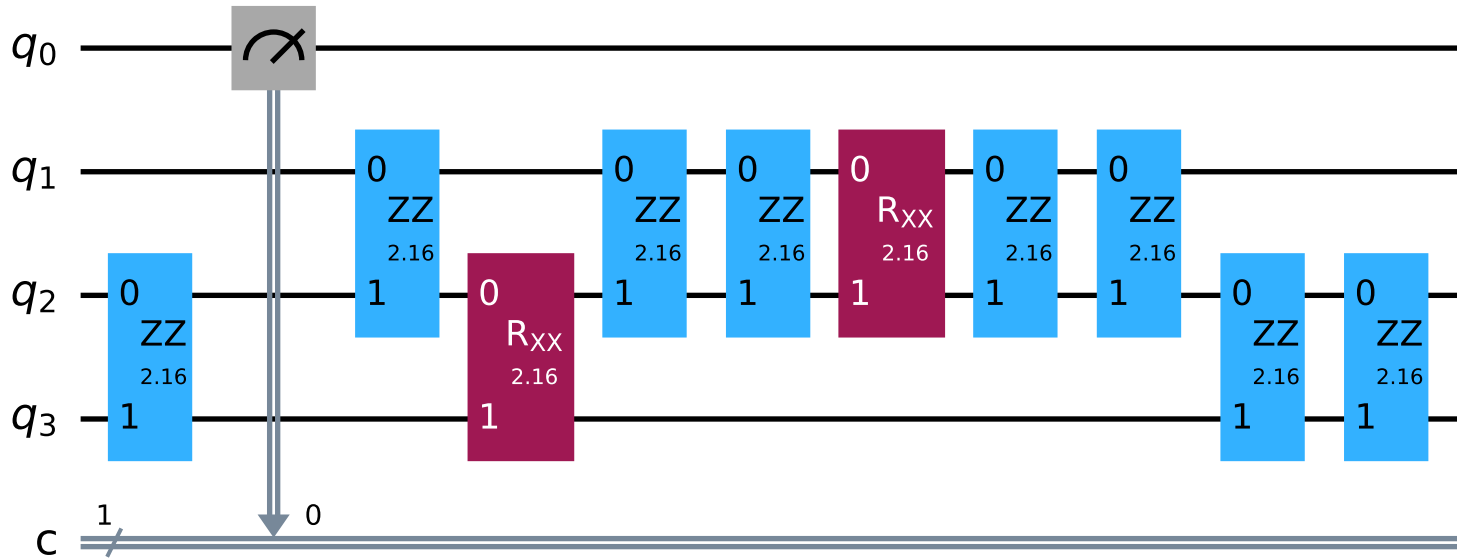 q0
0 0 0 0 0 0
q1 ZZ ZZ ZZ RXX ZZ ZZ
2.16 2.16 2.16 2.16 2.16 2.16
0 1 0 1 1 1 1 1 0 0
q2 ZZ RXX ZZ ZZ
2.16 2.16 2.16 2.16
1 1 1 1
q3
1 0
c